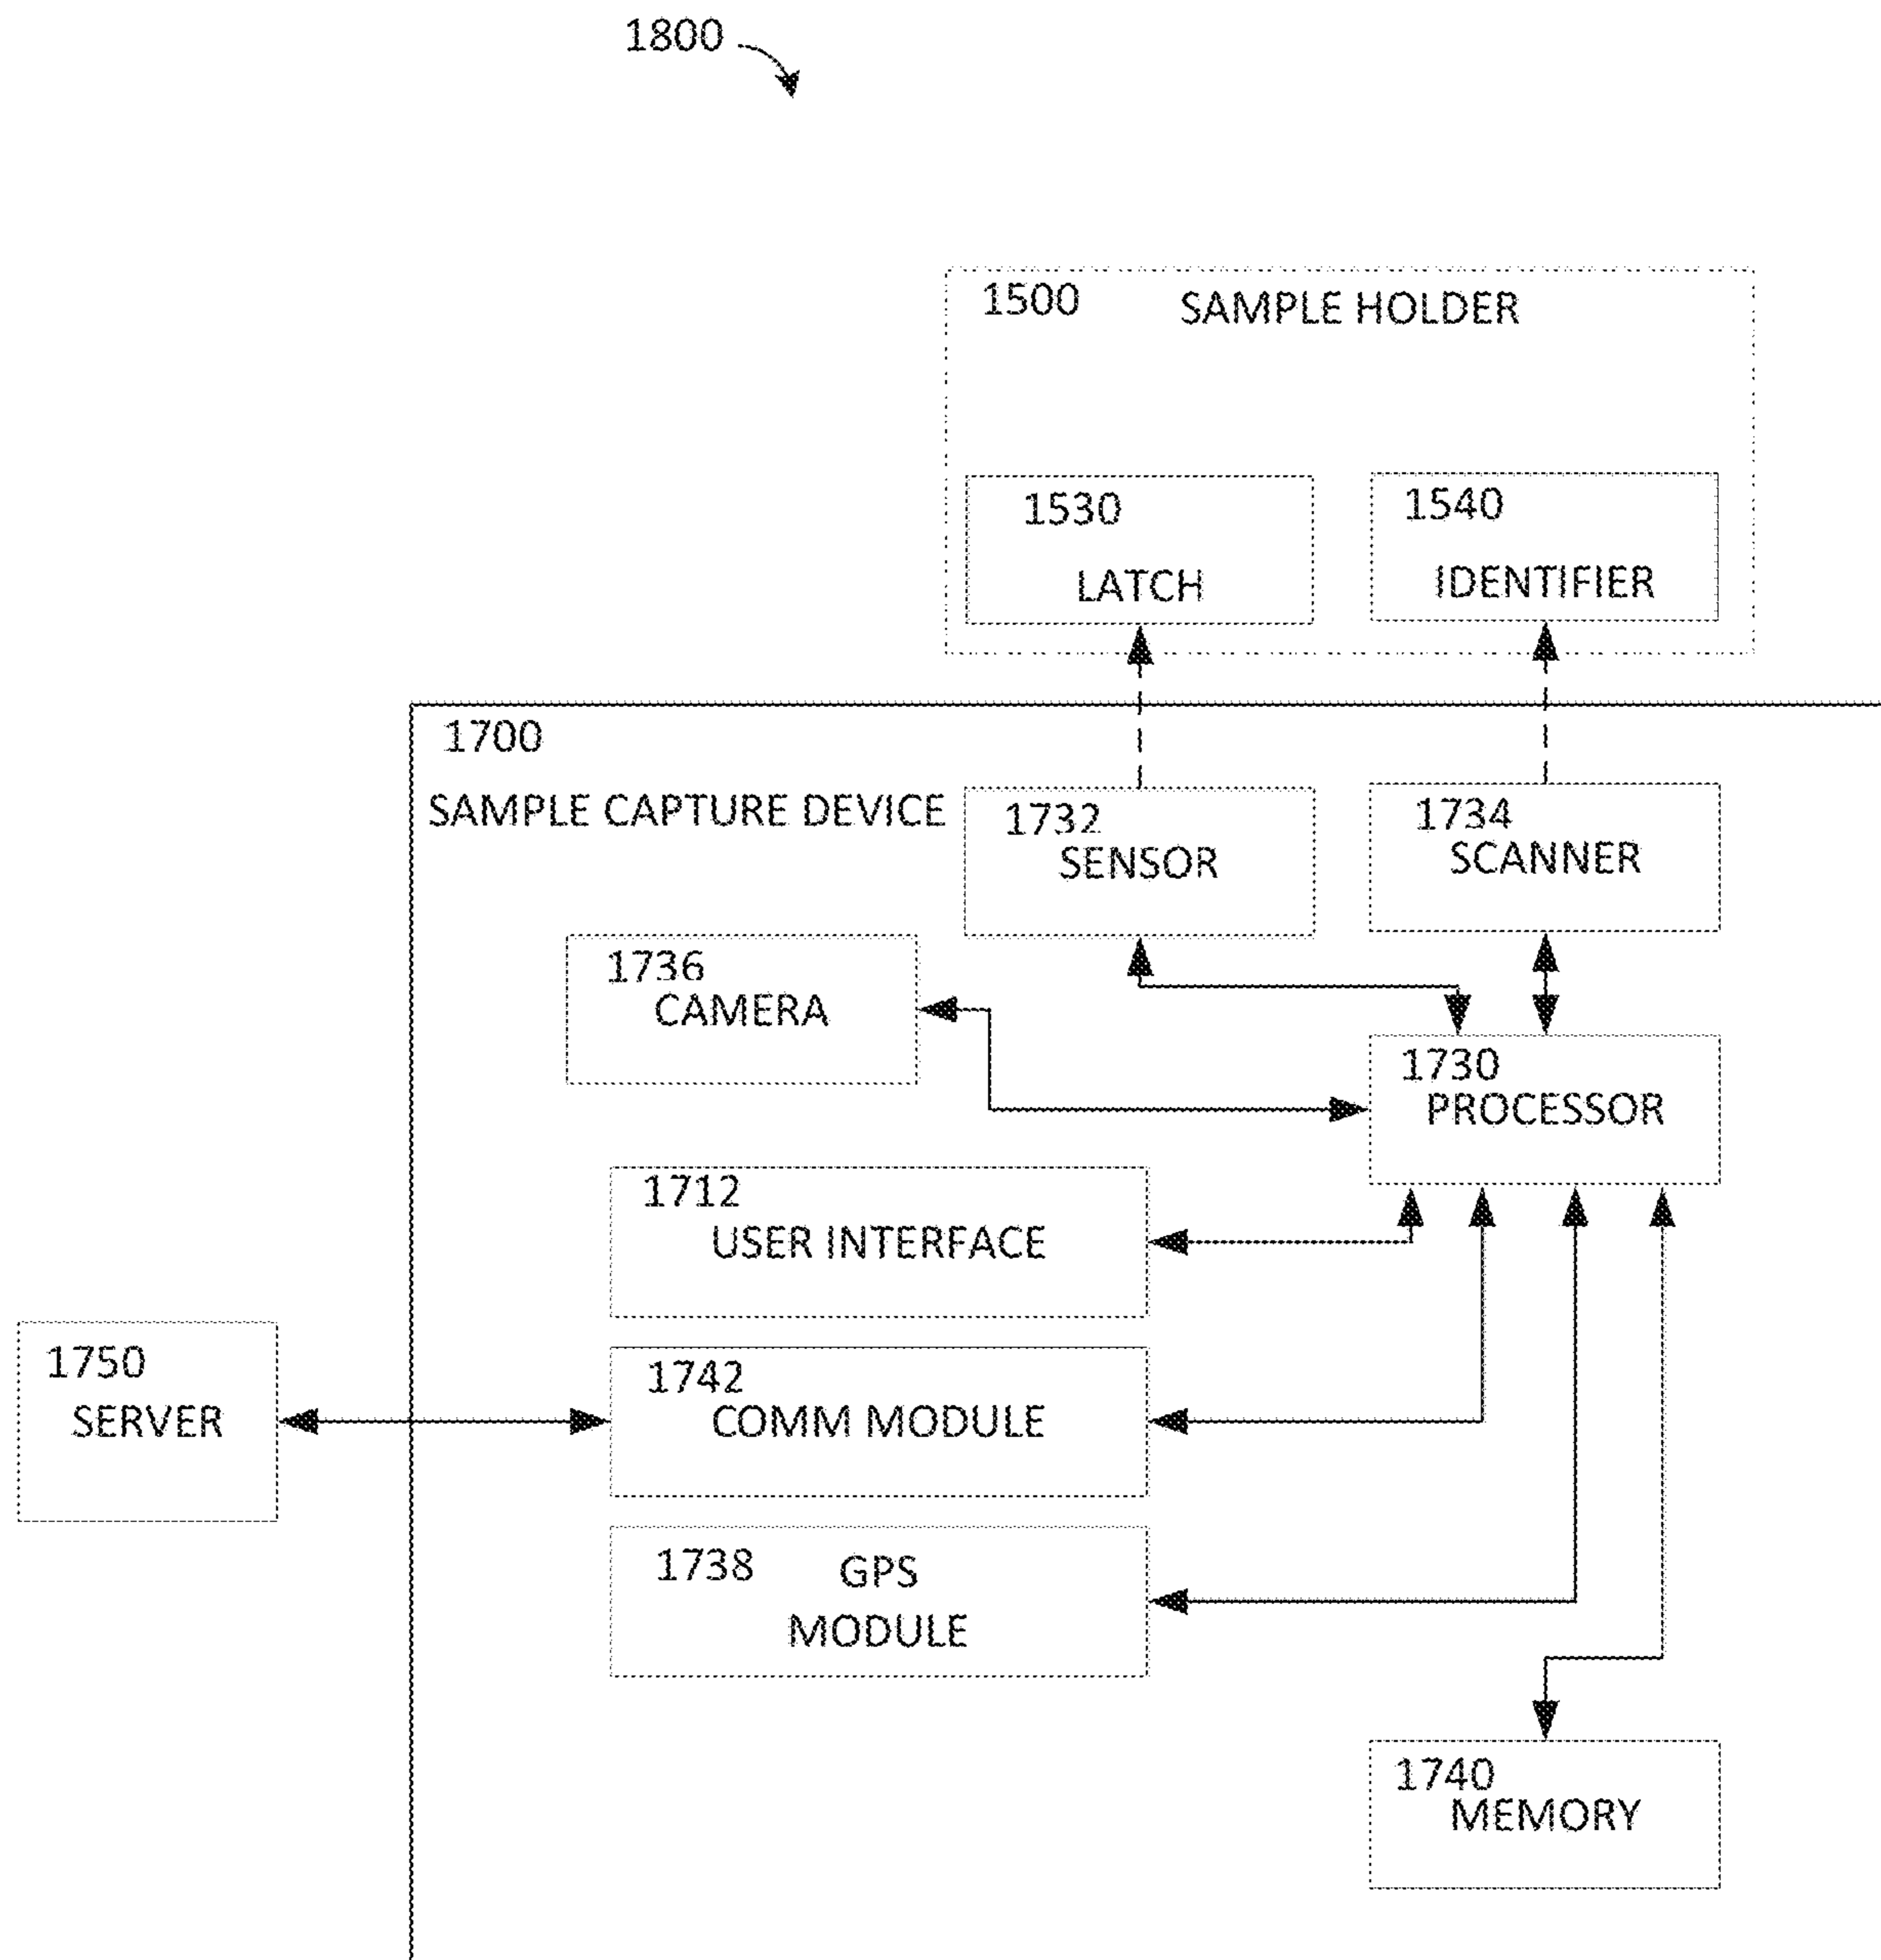 1800
1500 SAMPLE HOLDER
1530
LATCH
1540
IDENTIFIER
1700
SAMPLE CAPTURE DEVICE
1732
SENSOR
1734
SCANNER
1736
CAMERA
1730
PROCESSOR
1712
USER INTERFACE
1750
SERVER
1742
COMM MODULE
1738 GPS
MODULE
1740
MEMORY